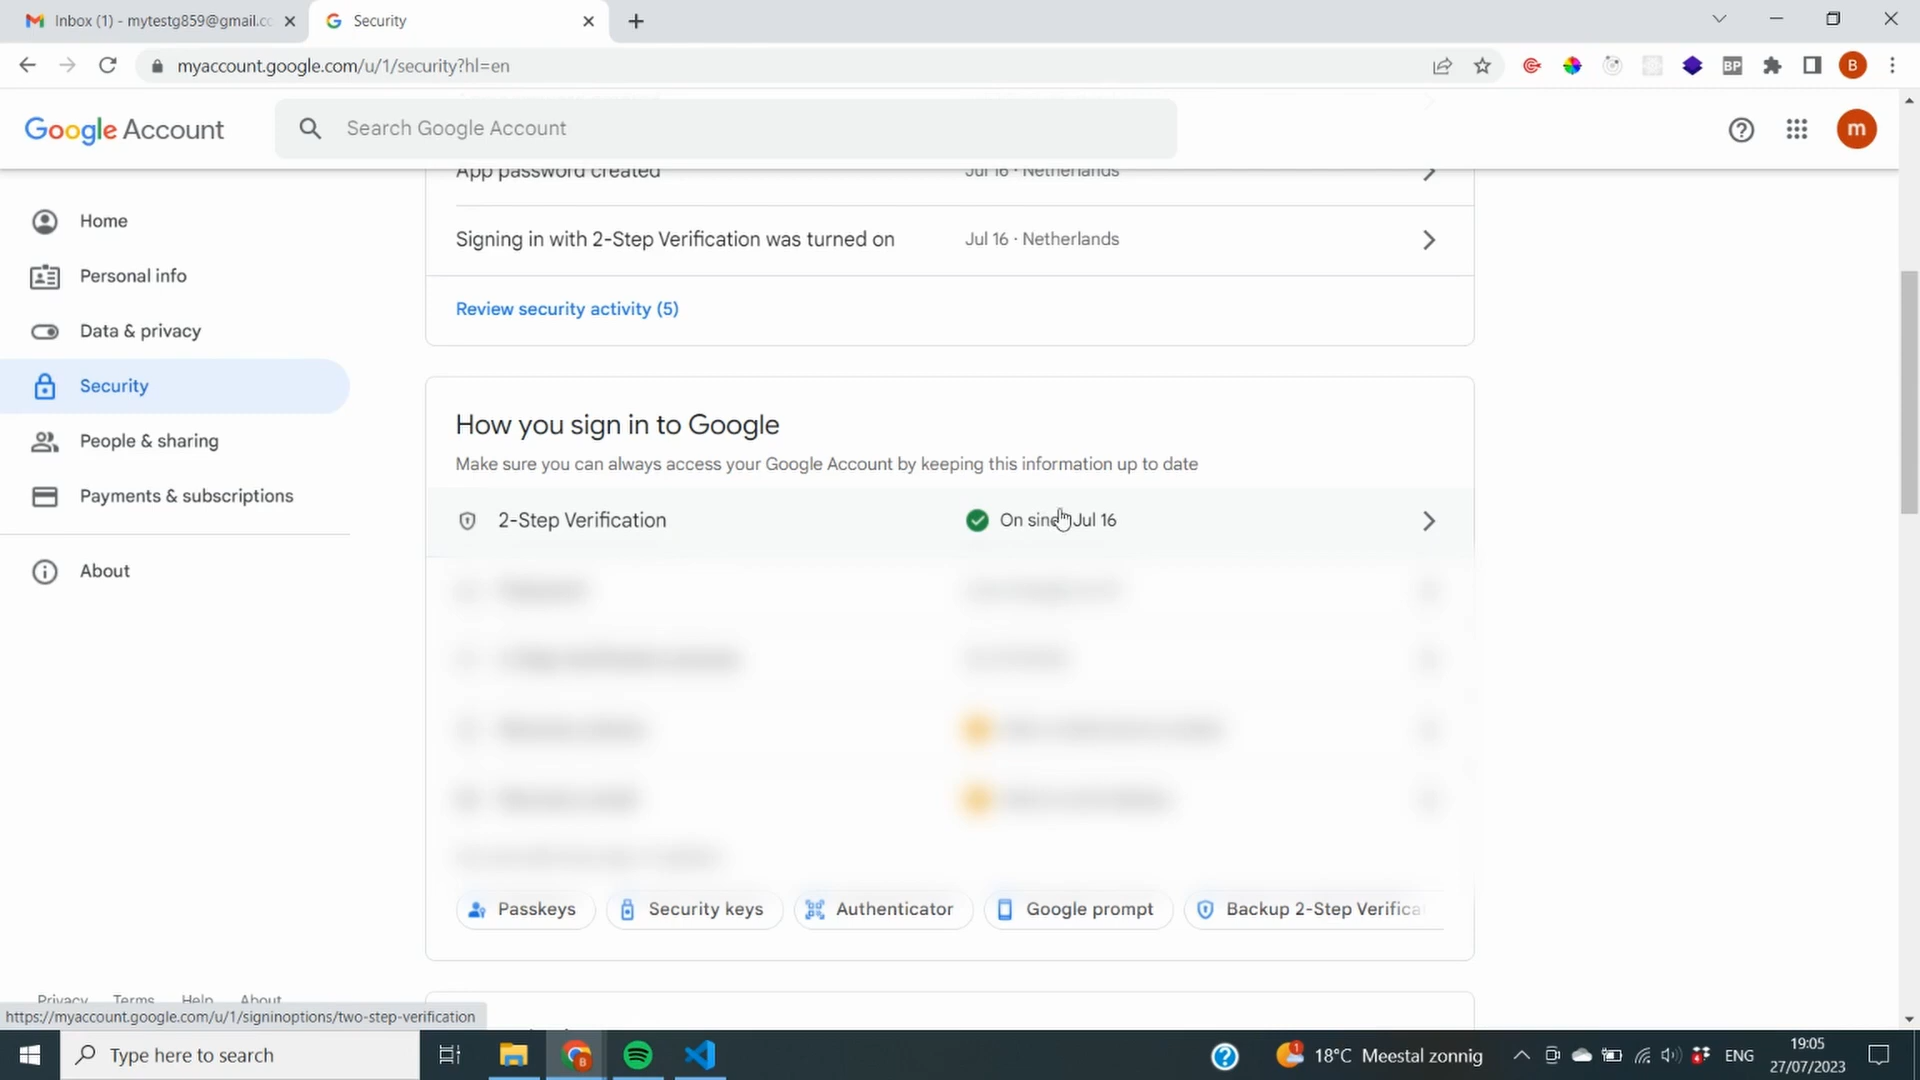 Inbox (1) - mytestg859@gmail.c
Security
myaccount.google.com/u/1/security?hl=en
BP
B
Google Account
Search Google Account
m
App password created
Jul 16 · Netherlands
Home
Signing in with 2-Step Verification was turned on
Jul 16 · Netherlands
Personal info
Review security activity (5)
Data & privacy
Security
How you sign in to Google
People & sharing
Make sure you can always access your Google Account by keeping this information up to date
Payments & subscriptions
2-Step Verification
On since Jul 16
About
Passkeys
Security keys
Authenticator
Google prompt
Backup 2-Step Verifica
Privacy
Terms
Help
About
https://myaccount.google.com/u/1/signinoptions/two-step-verification
Type here to search
18°C Meestal zonnig
ENG
19:05
27/07/2023